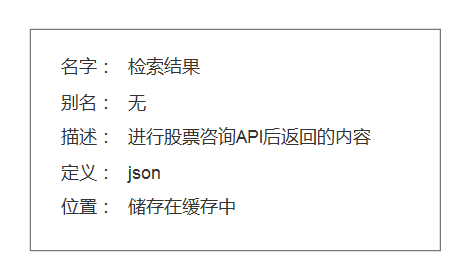 名字： 检索结果
别名： 无
描述： 进行股票咨询API后返回的内容
定义： json
位置： 储存在缓存中